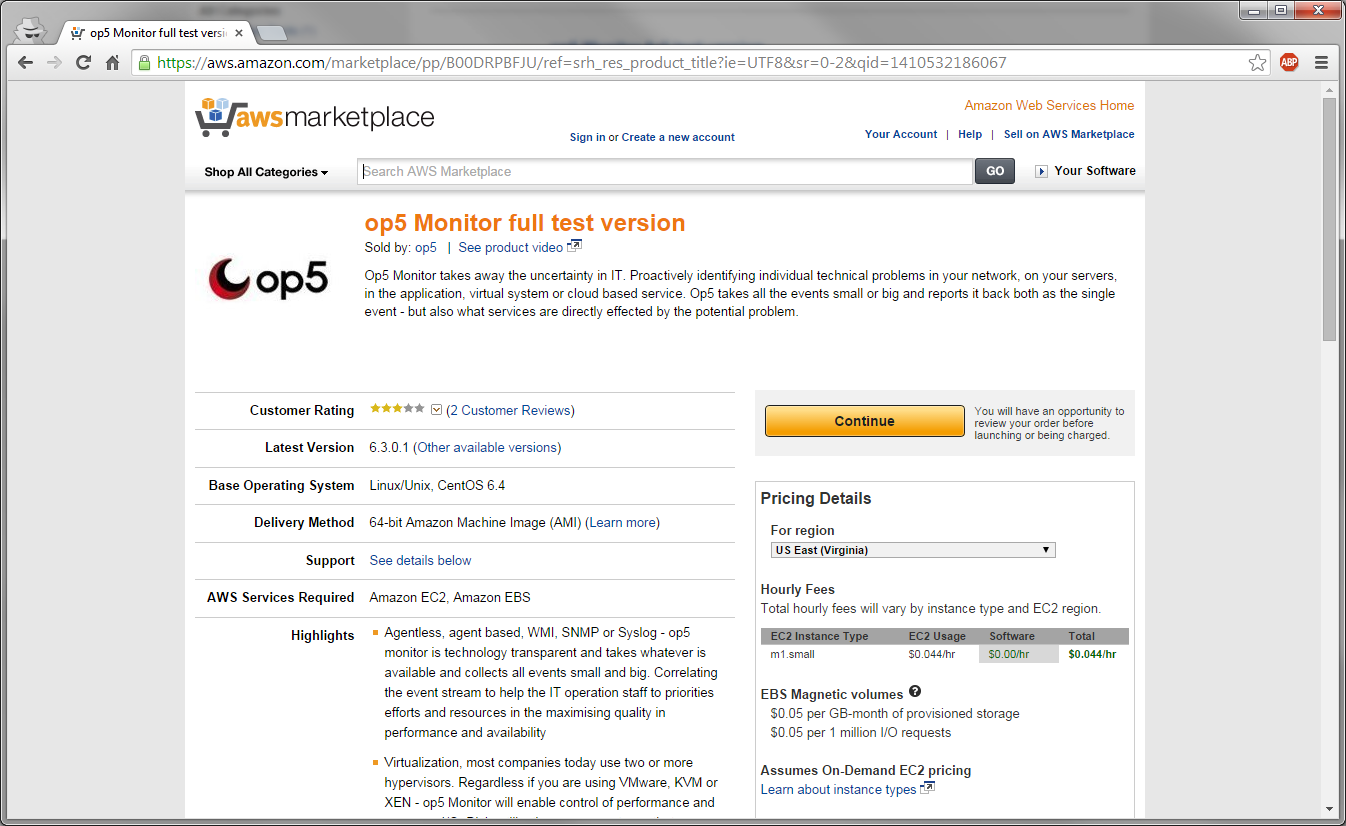 op5 Monitor full test versi
https://aws.amazon.com/marketplace/pp/B00DRPBFJU/ref=srh_res_product_title?ie=UTF8&sr=0-2&qid=1410532186067
ABP
awsmarketplace
Amazon Web Services Home
Sign in or Create a new account
Your Account | Help | Sell on AWS Marketplace
Shop All Categories
Search AWS Marketplace
GO
Your Software
op5
op5 Monitor full test version
Sold by: op5 | See product video
Op5 Monitor takes away the uncertainty in IT. Proactively identifying individual technical problems in your network, on your servers,
in the application, virtual system or cloud based service. Op5 takes all the events small or big and reports it back both as the single
event - but also what services are directly effected by the potential problem.
Customer Rating (2 Customer Reviews)
Latest Version 6.3.0.1 (Other available versions)
Base Operating System Linux/Unix, CentOS 6.4
Delivery Method 64-bit Amazon Machine Image (AMI) (Learn more)
Support See details below
AWS Services Required Amazon EC2, Amazon EBS
Highlights
Agentless, agent based, WMI, SNMP or Syslog - op5
monitor is technology transparent and takes whatever is
available and collects all events small and big. Correlating
the event stream to help the IT operation staff to priorities
efforts and resources in the maximising quality in
performance and availability
Virtualization, most companies today use two or more
hypervisors. Regardless if you are using VMware, KVM or
XEN - op5 Monitor will enable control of performance and
Continue
You will have an opportunity to
review your order before
launching or being charged.
Pricing Details
For region
US East (Virginia)
Hourly Fees
Total hourly fees will vary by instance type and EC2 region.
EC2 Instance Type EC2 Usage Software Total
m1.small $0.044/hr $0.00/hr $0.044/hr
EBS Magnetic volumes
$0.05 per GB-month of provisioned storage
$0.05 per 1 million I/O requests
Assumes On-Demand EC2 pricing
Learn about instance types